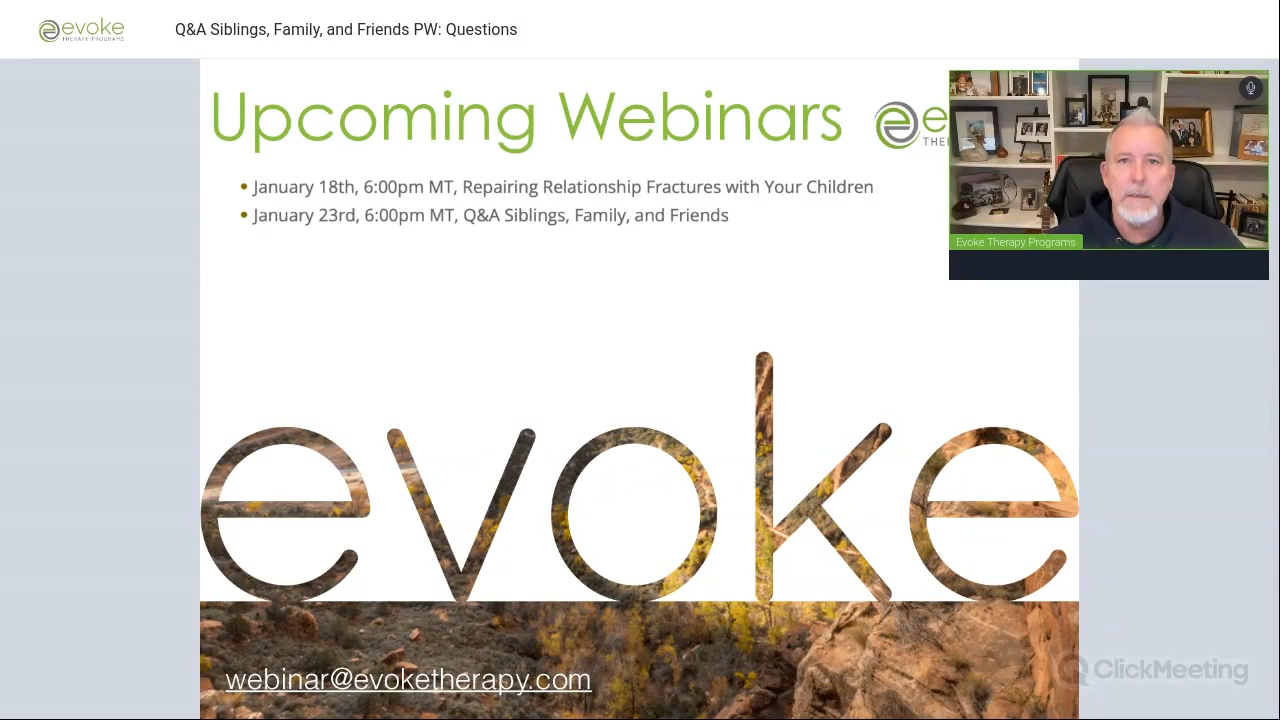 evoke
THERAPY PROGRAMS
Q&A Siblings, Family, and Friends PW: Questions
Upcoming Webinars
e
THE
• January 18th, 6:00pm MT, Repairing Relationship Fractures with Your Children
• January 23rd, 6:00pm MT, Q&A Siblings, Family, and Friends
Evoke Therapy Programs
evoke
webinar@evoketherapy.com
ClickMeeting